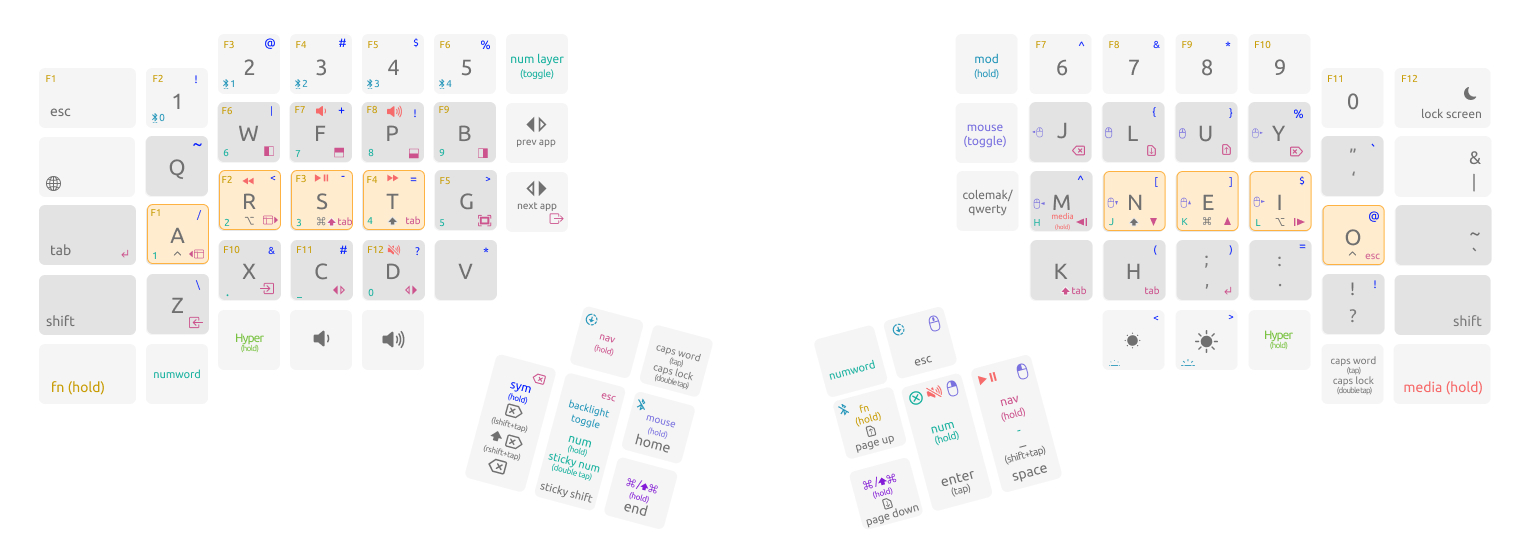 F1
esc
F2 !
1
0
F3 @
2
1
F4 #
3
2
F5 $
4
3
F6 %
5
4
num layer
(toggle)
Q ~
F6 |
W
6
F7 +
F
7
F8 !
P
8
F9
B
9
prev app
tab
F1 /
A
1 ^
F2 <
R
2 ⌥
F3 -
S
3 ⌘ tab
F4 =
T
4 tab
F5 >
G
5
next app
shift
\
Z
F10 &
X
.
F11 #
C
_
F12 ?
D
0
*
V
fn (hold)
numword
Hyper
(hold)
nav
(hold)
caps word
(tap)
caps lock
(double tap)
sym
(hold)
(lshift+tap)
(rshift+tap)
esc
backlight
toggle
num
(hold)
sticky num
(double tap)
sticky shift
mouse
(hold)
home
⌘/⌘
(hold)
end
mod
(hold)
F7 ^
6
F8 &
7
F9 *
8
F10
9
F11
0
F12
lock screen
mouse
(toggle)
J
{
L
}
U
%
Y
" `
'
&
|
colemak/
qwerty
^
M
H media
(hold)
[
N
J
]
E
K ⌘
$
I
L ⌥
@
O
^ esc
~
`
K
tab
(
H
tab
)
;
,
=
:
.
! !
?
shift
<
>
Hyper
(hold)
caps word
(tap)
caps lock
(double tap)
media (hold)
numword
esc
fn
(hold)
page up
num
(hold)
enter
(tap)
nav
(hold)
-
_
(shift+tap)
space
⌘/⌘
(hold)
page down